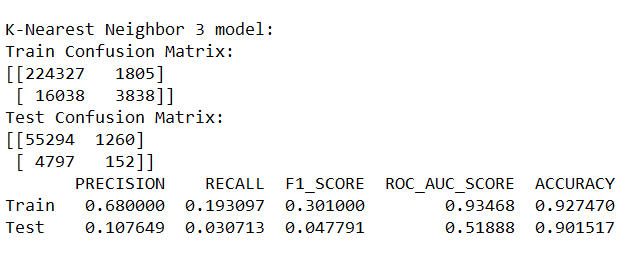 K-Nearest Neighbor 3 model:
Train Confusion Matrix:
[[224327   1805]
 [ 16038   3838]]
Test Confusion Matrix:
[[55294  1260]
 [ 4797   152]]
       PRECISION    RECALL  F1_SCORE  ROC_AUC_SCORE  ACCURACY
Train   0.680000  0.193097  0.301000        0.93468  0.927470
Test    0.107649  0.030713  0.047791        0.51888  0.901517